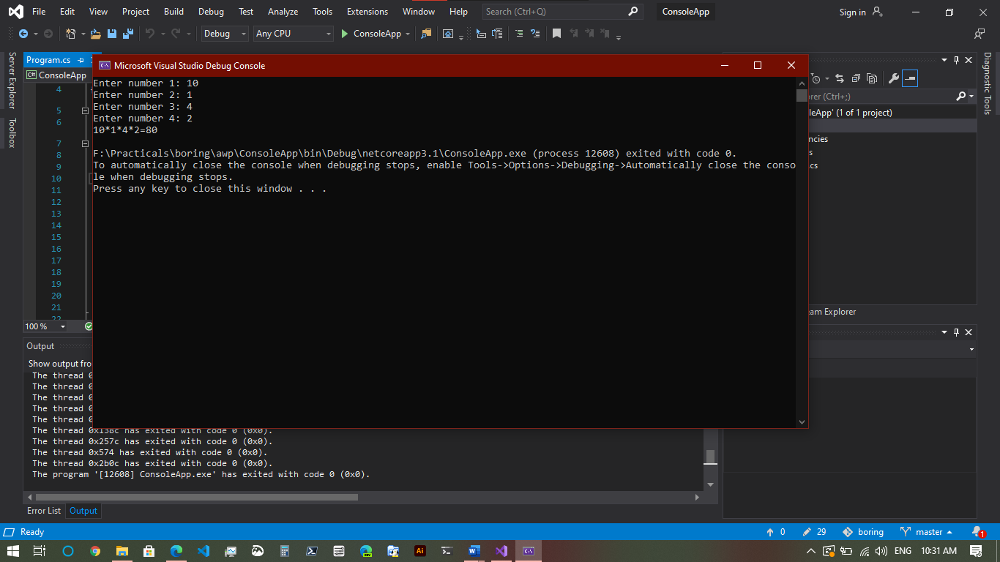 File Edit View Project Build Debug Test Analyze Tools Extensions Window Help Search (Ctrl+Q) ConsoleApp Sign in
Debug Any CPU ConsoleApp
Server Explorer
Toolbox
Program.cs
ConsoleApp
Microsoft Visual Studio Debug Console
Enter number 1: 10
Enter number 2: 1
Enter number 3: 4
Enter number 4: 2
10*1*4*2=80
F:\Practicals\boring\awp\ConsoleApp\bin\Debug\netcoreapp3.1\ConsoleApp.exe (process 12608) exited with code 0.
To automatically close the console when debugging stops, enable Tools->Options->Debugging->Automatically close the conso
le when debugging stops.
Press any key to close this window . . .
4
5
6
7
8
9
10
11
12
13
14
15
16
17
18
19
20
21
22
100 %
rer (Ctrl+;)
leApp' (1 of 1 project)
ncies
s
.cs
eam Explorer
Diagnostic Tools
Output
Show output fro
The thread 0
The thread 0
The thread 0
The thread 0
The thread 0
The thread 0x138c has exited with code 0 (0x0).
The thread 0x257c has exited with code 0 (0x0).
The thread 0x574 has exited with code 0 (0x0).
The thread 0x2b0c has exited with code 0 (0x0).
The program '[12608] ConsoleApp.exe' has exited with code 0 (0x0).
Error List Output
Ready 0 29 boring master 1
Ai DEV W C:\ ENG 10:31 AM